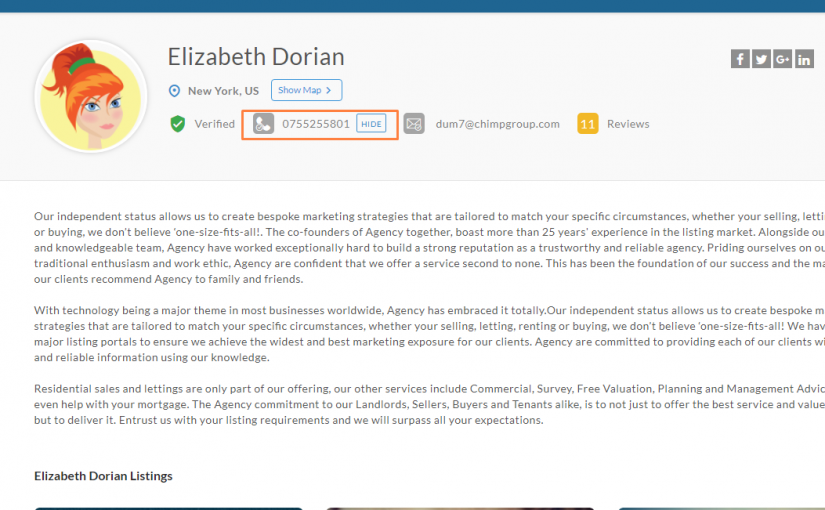 Elizabeth Dorian
f G+ in
New York, US Show Map >
Verified 0755255801 HIDE dum7@chimpgroup.com 11 Reviews
Our independent status allows us to create bespoke marketing strategies that are tailored to match your specific circumstances, whether your selling, letti
or buying, we don't believe 'one-size-fits-all!. The co-founders of Agency together, boast more than 25 years' experience in the listing market. Alongside ou
and knowledgeable team, Agency have worked exceptionally hard to build a strong reputation as a trustworthy and reliable agency. Priding ourselves on ou
traditional enthusiasm and work ethic, Agency are confident that we offer a service second to none. This has been the foundation of our success and the ma
our clients recommend Agency to family and friends.
With technology being a major theme in most businesses worldwide, Agency has embraced it totally.Our independent status allows us to create bespoke m
strategies that are tailored to match your specific circumstances, whether your selling, letting, renting or buying, we don't believe 'one-size-fits-all! We hav
major listing portals to ensure we achieve the widest and best marketing exposure for our clients. Agency are committed to providing each of our clients wi
and reliable information using our knowledge.
Residential sales and lettings are only part of our offering, our other services include Commercial, Survey, Free Valuation, Planning and Management Advic
even help with your mortgage. The Agency commitment to our Landlords, Sellers, Buyers and Tenants alike, is to not just to offer the best service and value
but to deliver it. Entrust us with your listing requirements and we will surpass all your expectations.
Elizabeth Dorian Listings